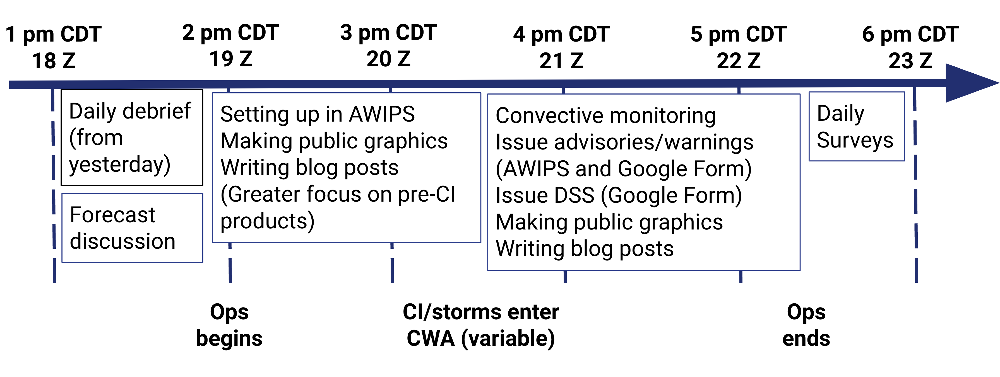 1 pm CDT
18 Z
2 pm CDT
19 Z
3 pm CDT
20 Z
4 pm CDT
21 Z
5 pm CDT
22 Z
6 pm CDT
23 Z
Daily debrief
(from
yesterday)
Forecast
discussion
Setting up in AWIPS
Making public graphics
Writing blog posts
(Greater focus on pre-CI
products)
Convective monitoring
Issue advisories/warnings
(AWIPS and Google Form)
Issue DSS (Google Form)
Making public graphics
Writing blog posts
Daily
Surveys
Ops
begins
CI/storms enter
CWA (variable)
Ops
ends